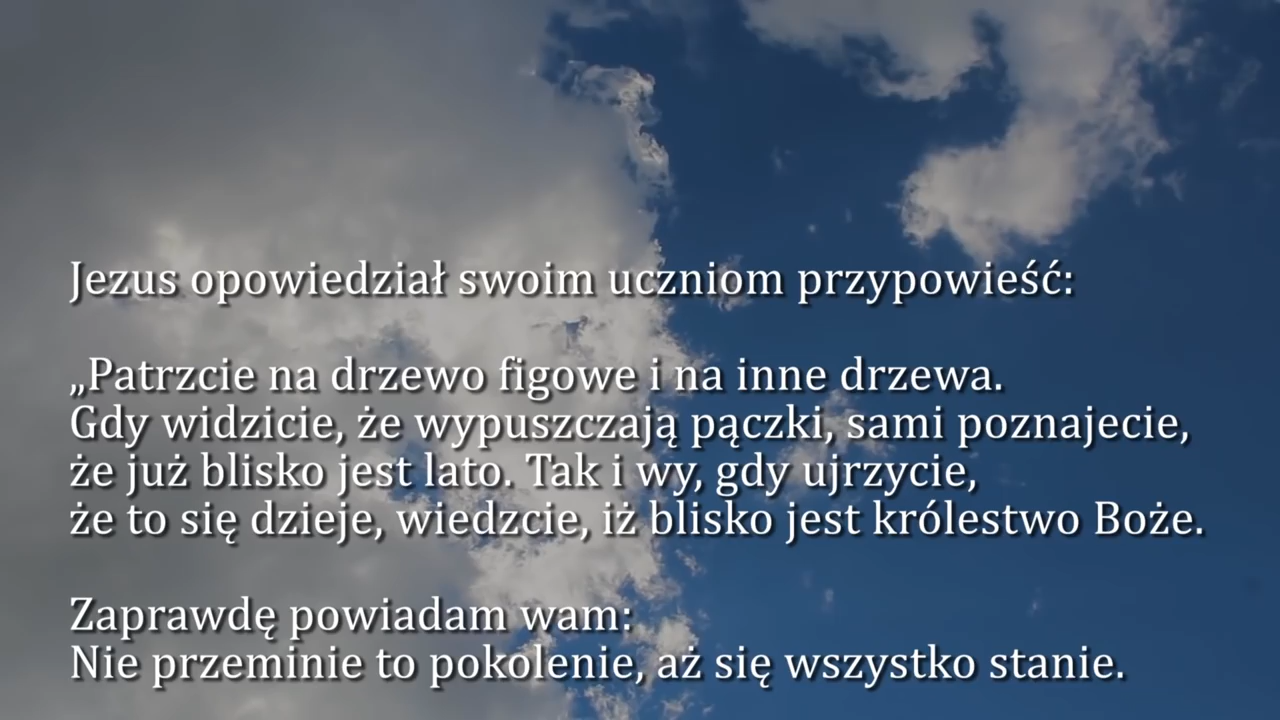 Jezus opowiedział swoim uczniom przypowieść:
„Patrzcie na drzewo figowe i na inne drzewa.
Gdy widzicie, że wypuszczają pączki, sami poznajecie,
że już blisko jest lato. Tak i wy, gdy ujrzycie,
że to się dzieje, wiedzcie, iż blisko jest królestwo Boże.
Zaprawdę powiadam wam:
Nie przeminie to pokolenie, aż się wszystko stanie.